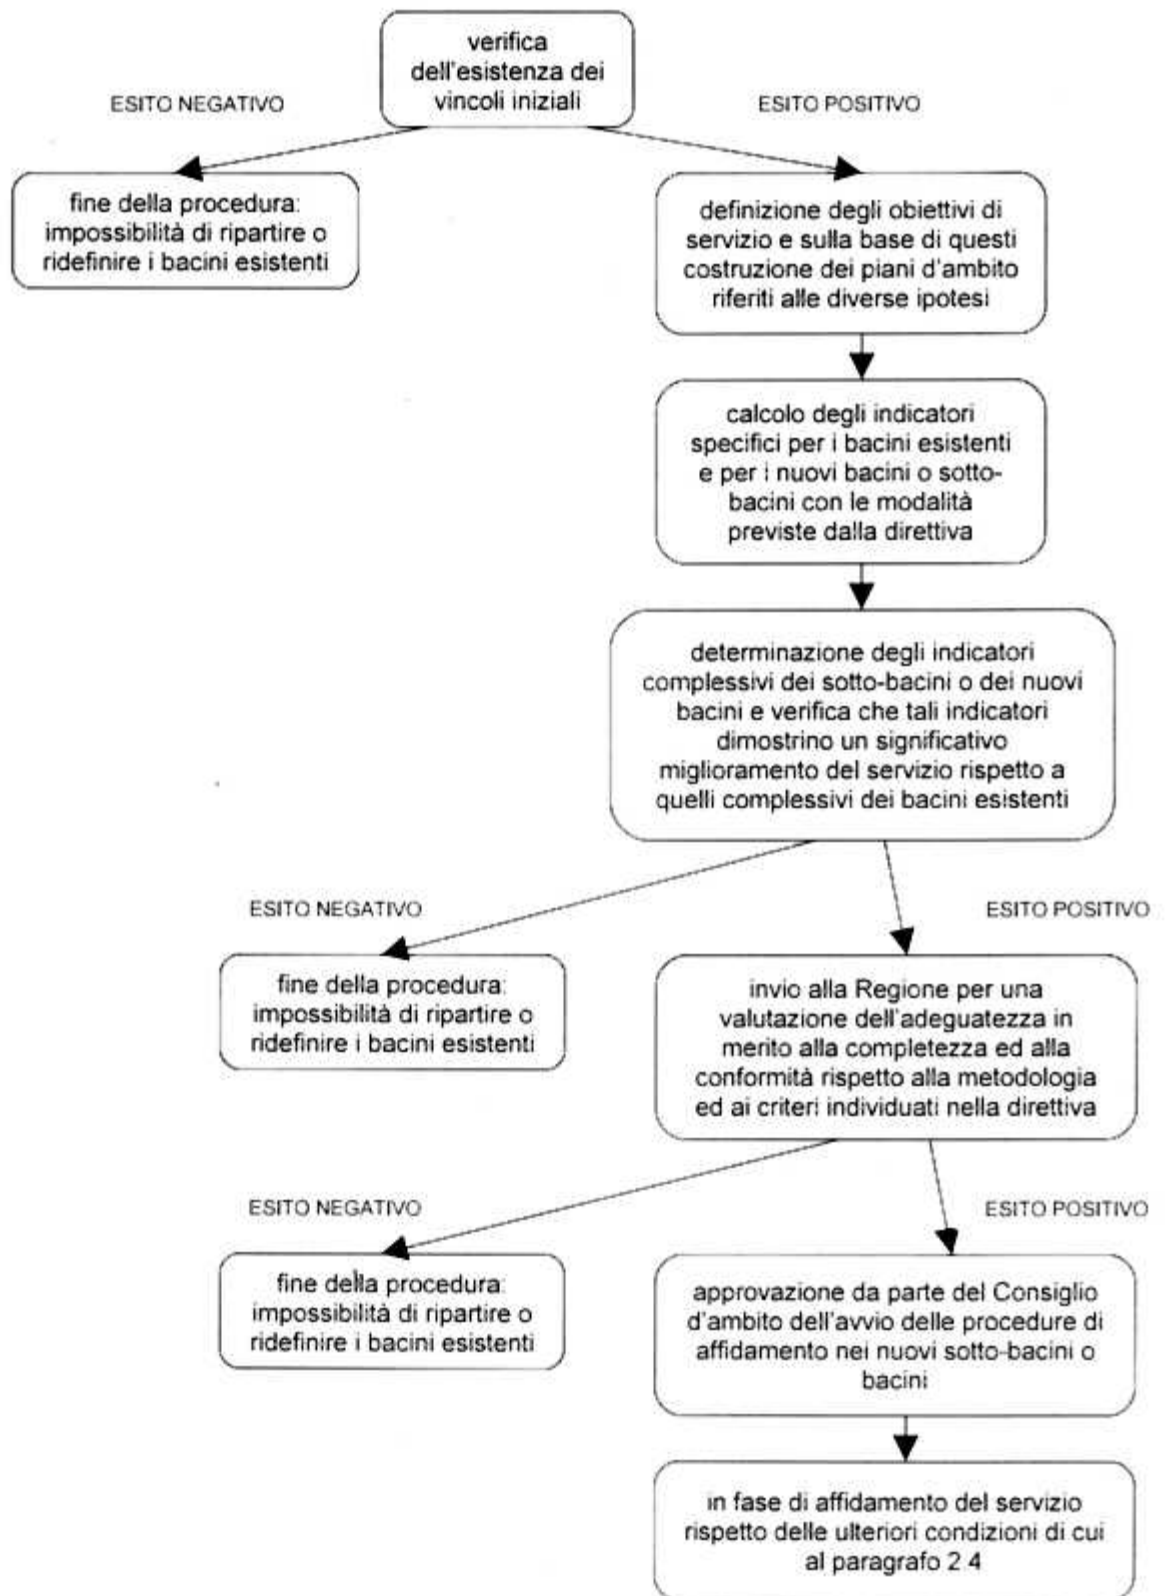 verifica
dell'esistenza dei
vincoli iniziali
ESITO NEGATIVO
ESITO POSITIVO
fine della procedura:
impossibilità di ripartire o
ridefinire i bacini esistenti
definizione degli obiettivi di
servizio e sulla base di questi
costruzione dei piani d'ambito
riferiti alle diverse ipotesi
calcolo degli indicatori
specifici per i bacini esistenti
e per i nuovi bacini o sotto-
bacini con le modalità
previste dalla direttiva
determinazione degli indicatori
complessivi dei sotto-bacini o dei nuovi
bacini e verifica che tali indicatori
dimostrino un significativo
miglioramento del servizio rispetto a
quelli complessivi dei bacini esistenti
ESITO NEGATIVO
ESITO POSITIVO
fine della procedura:
impossibilità di ripartire o
ridefinire i bacini esistenti
invio alla Regione per una
valutazione dell'adeguatezza in
merito alla completezza ed alla
conformità rispetto alla metodologia
ed ai criteri individuati nella direttiva
ESITO NEGATIVO
ESITO POSITIVO
fine della procedura:
impossibilità di ripartire o
ridefinire i bacini esistenti
approvazione da parte del Consiglio
d'ambito dell'avvio delle procedure di
affidamento nei nuovi sotto-bacini o
bacini
in fase di affidamento del servizio
rispetto delle ulteriori condizioni di cui
al paragrafo 2.4